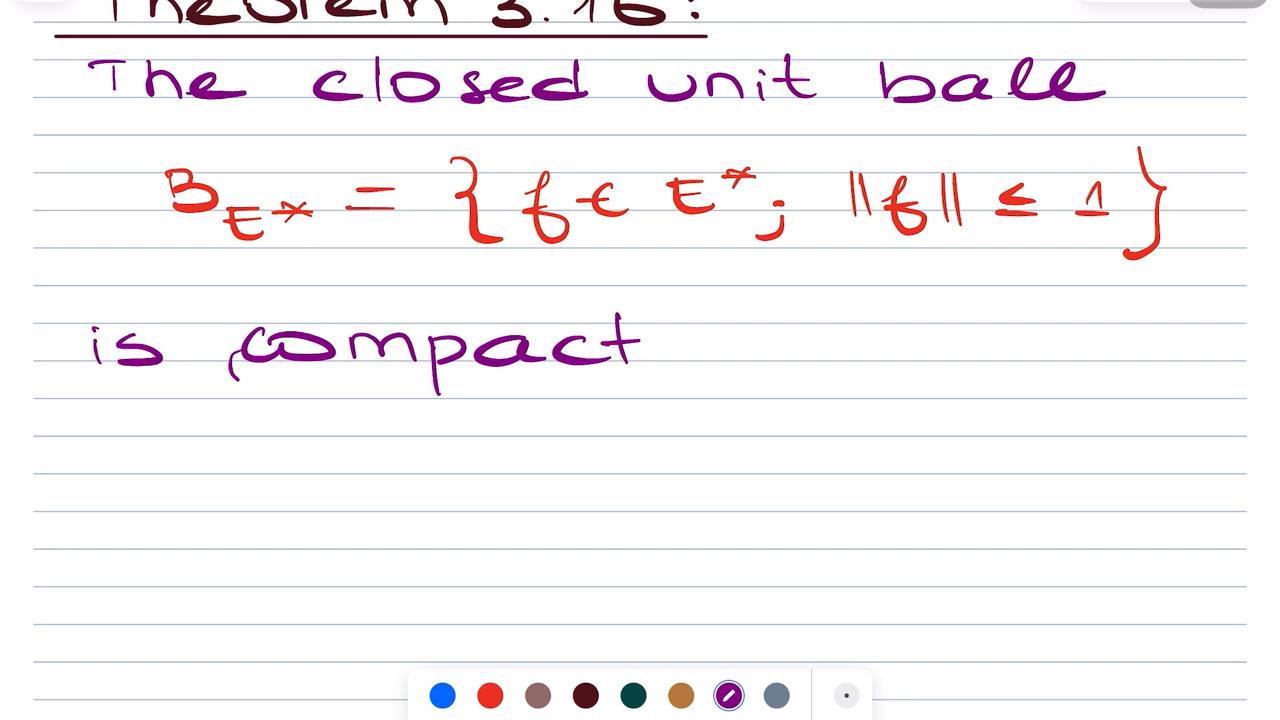 Theorem 3.16:
The closed unit ball
B_{E*} = { f ∈ E*; ||f|| ≤ 1 }
is compact